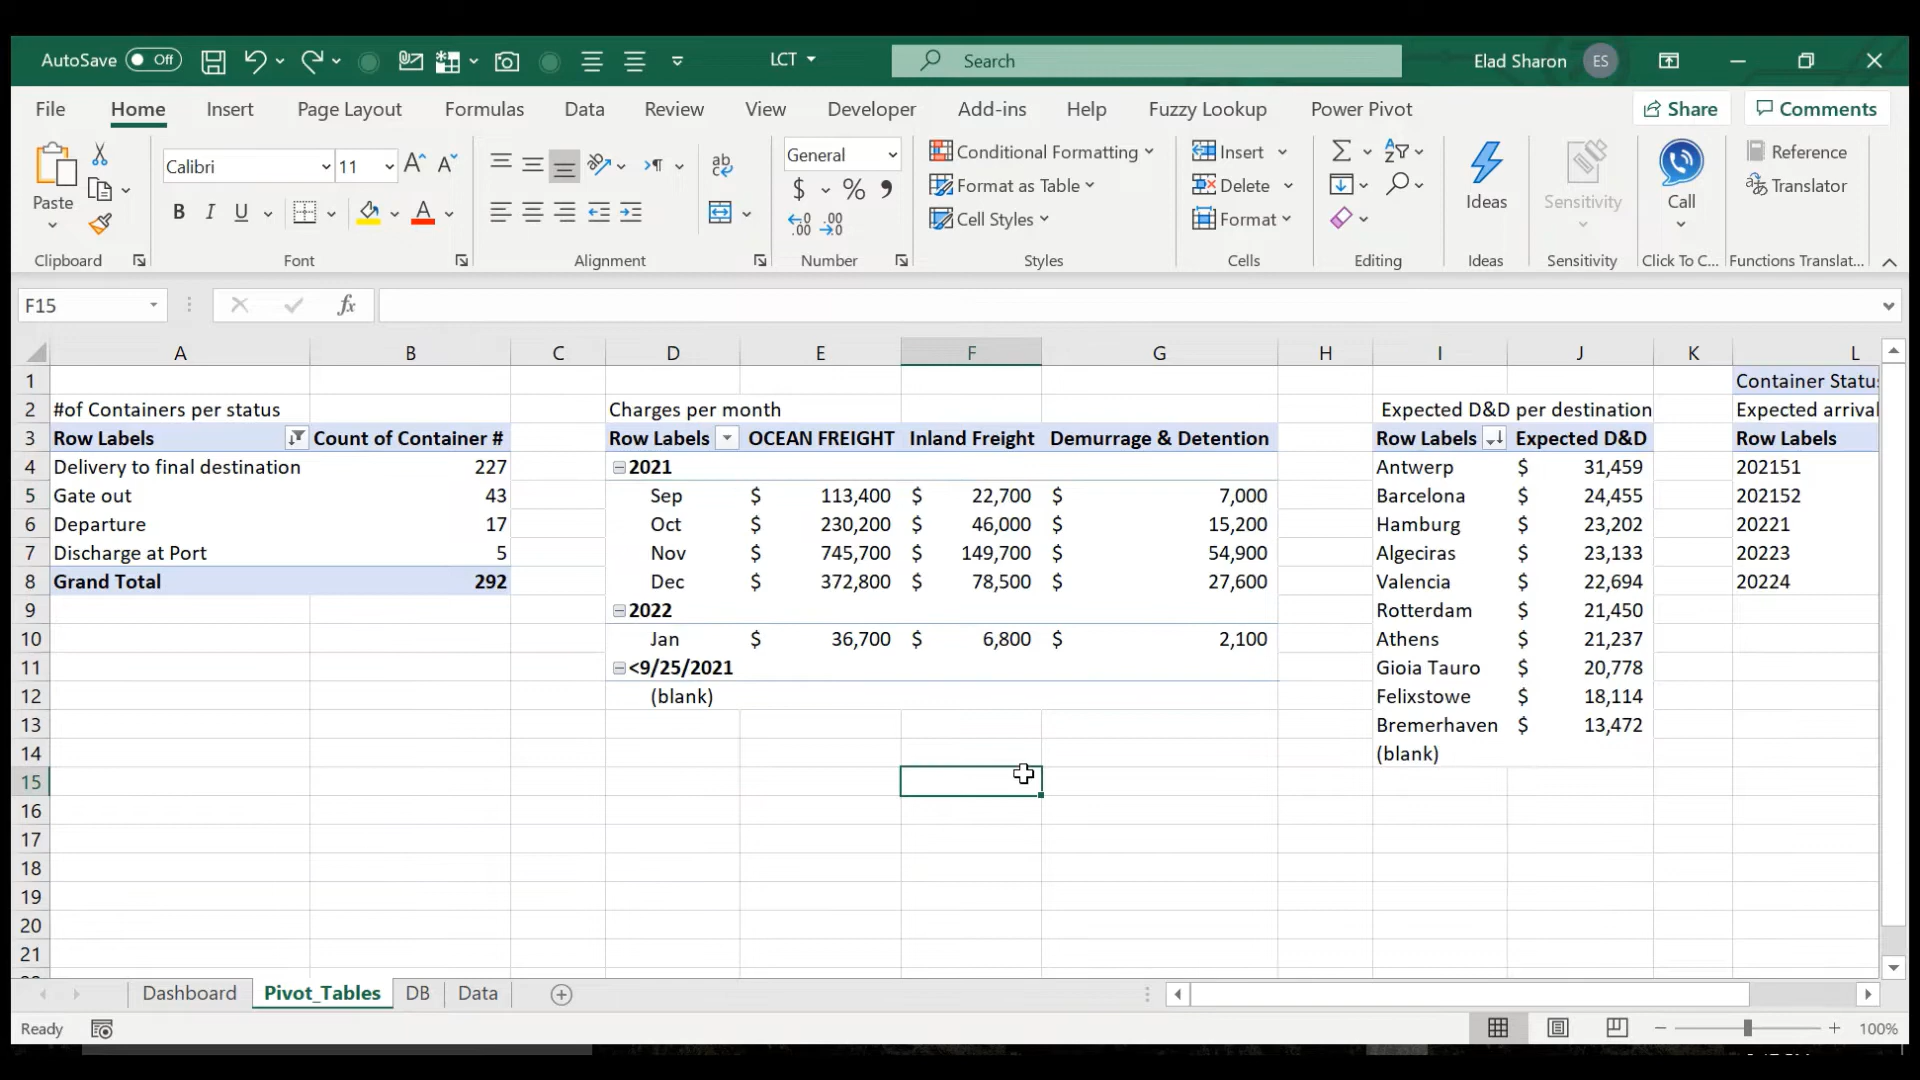 AutoSave Off LCT Search Elad Sharon ES
File Home Insert Page Layout Formulas Data Review View Developer Add-ins Help Fuzzy Lookup Power Pivot Share Comments
Calibri 11 General Conditional Formatting Insert Reference
Paste Format as Table Delete Ideas Sensitivity Call Translator
B I U Cell Styles Format
Clipboard Font Alignment Number Styles Cells Editing Ideas Sensitivity Click To C... Functions Translat...
F15 fx
A B C D E F G H I J K L
1 Container Statu
2 #of Containers per status Charges per month Expected D&D per destination Expected arrival
3 Row Labels Count of Container # Row Labels OCEAN FREIGHT Inland Freight Demurrage & Detention Row Labels Expected D&D Row Labels
4 Delivery to final destination 227 2021 Antwerp $ 31,459 202151
5 Gate out 43 Sep $ 113,400 $ 22,700 $ 7,000 Barcelona $ 24,455 202152
6 Departure 17 Oct $ 230,200 $ 46,000 $ 15,200 Hamburg $ 23,202 20221
7 Discharge at Port 5 Nov $ 745,700 $ 149,700 $ 54,900 Algeciras $ 23,133 20223
8 Grand Total 292 Dec $ 372,800 $ 78,500 $ 27,600 Valencia $ 22,694 20224
9 2022 Rotterdam $ 21,450
10 Jan $ 36,700 $ 6,800 $ 2,100 Athens $ 21,237
11 <9/25/2021 Gioia Tauro $ 20,778
12 (blank) Felixstowe $ 18,114
13 Bremerhaven $ 13,472
14 (blank)
15
16
17
18
19
20
21
Dashboard Pivot_Tables DB Data
Ready 100%